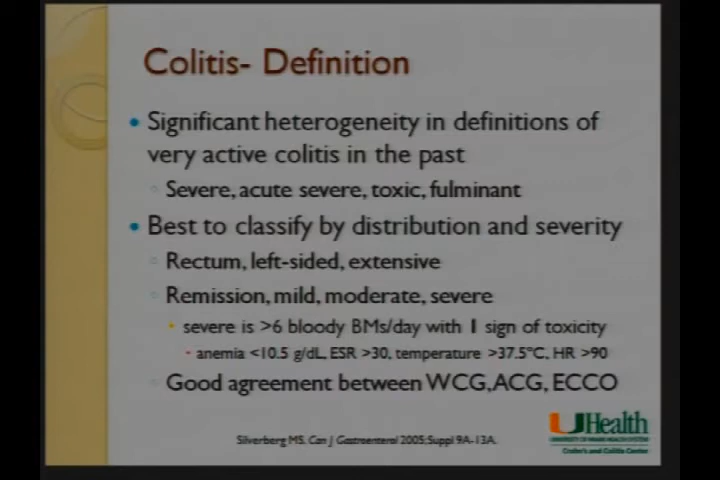 Colitis- Definition
Significant heterogeneity in definitions of
very active colitis in the past
Severe, acute severe, toxic, fulminant
Best to classify by distribution and severity
Rectum, left-sided, extensive
Remission, mild, moderate, severe
severe is >6 bloody BMs/day with 1 sign of toxicity
anemia <10.5 g/dL, ESR >30, temperature >37.5°C, HR >90
Good agreement between WCG, ACG, ECCO
Silverberg MS. Can J Gastroenterol 2005;Suppl 9A-13A.
UHealth
UNIVERSITY OF MIAMI HEALTH SYSTEM
Crohn's and Colitis Center